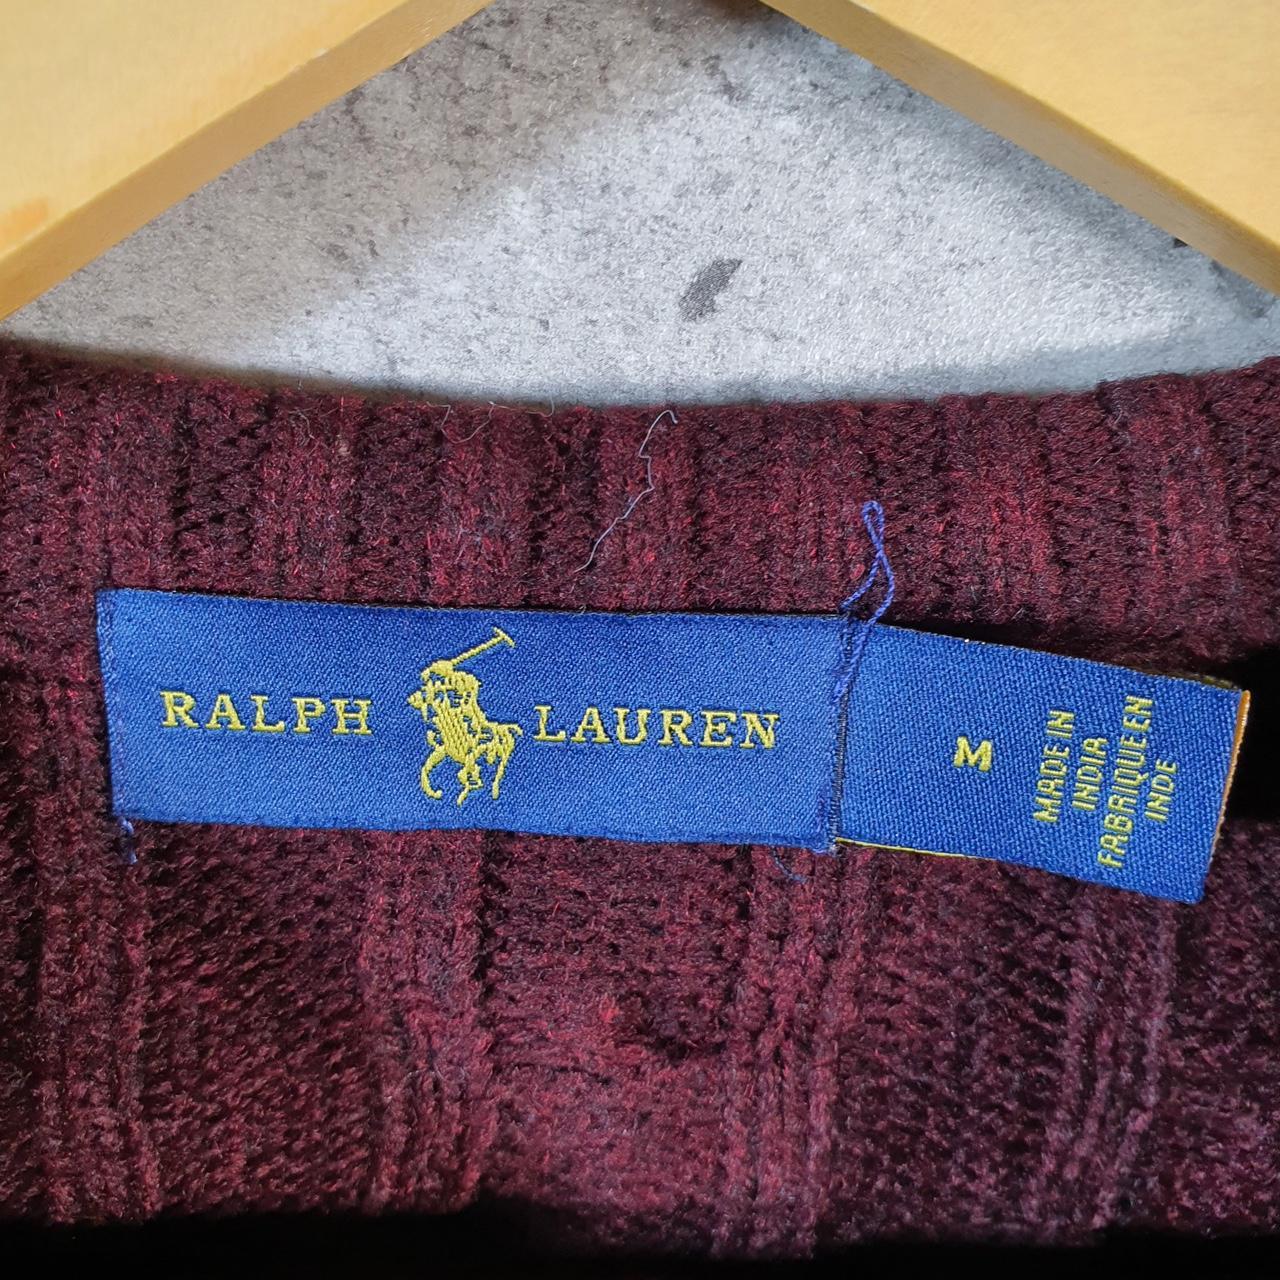 RALPH LAUREN
M
MADE IN
INDIA
FABRIQUE EN
INDE